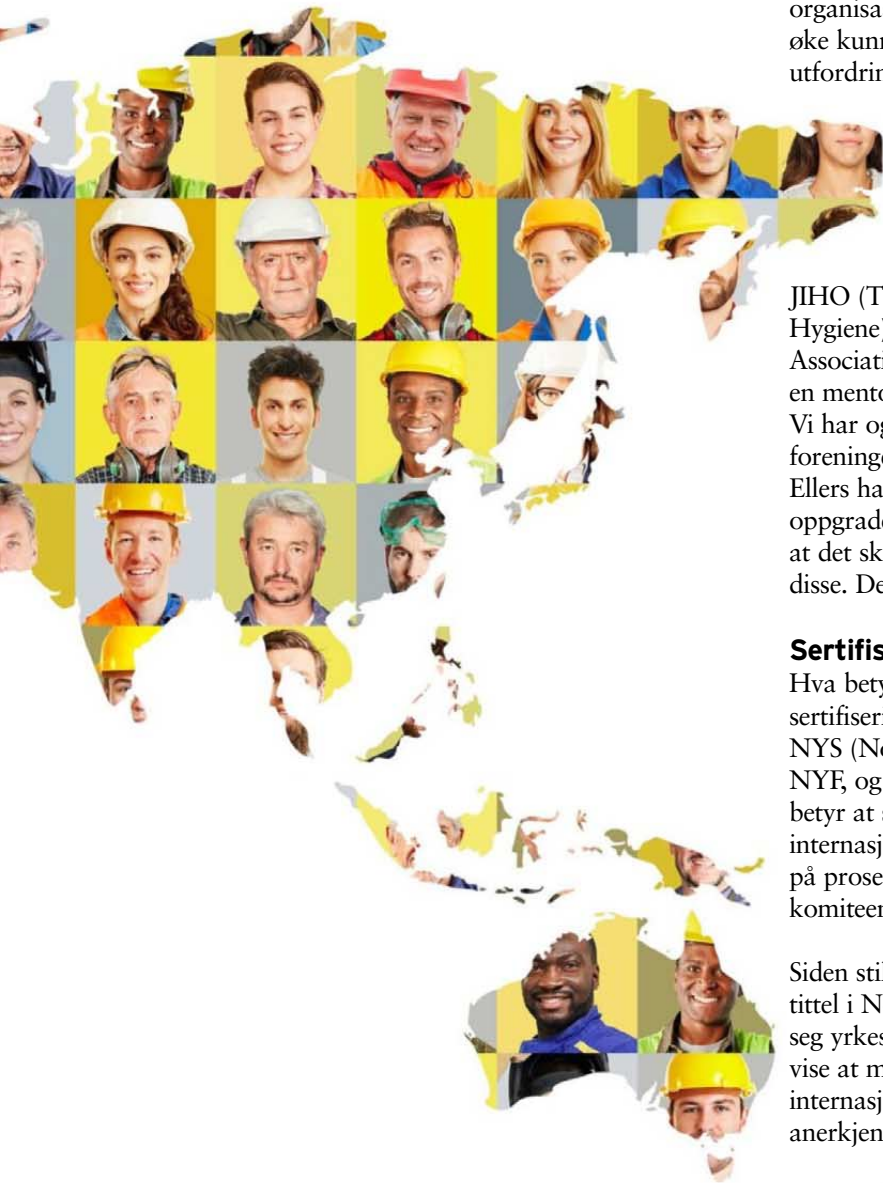 organisa
øke kunn
utfordrin
JIHO (T
Hygiene)
Associati
en mento
Vi har og
foreninge
Ellers ha
oppgrade
at det sk
disse. De
Sertifis
Hva bety
sertifiseri
NYS (No
NYF, og
betyr at s
internasj
på prose
komiteen
Siden stil
tittel i N
seg yrkes
vise at m
internasj
anerkjen